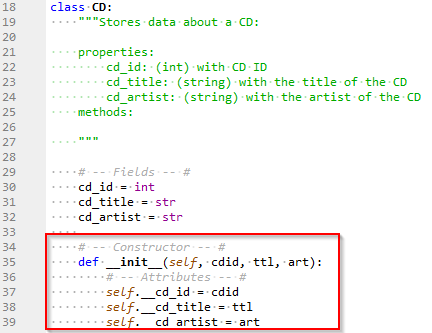 18 class CD:
19 """Stores data about a CD:
20
21 properties:
22 cd_id: (int) with CD ID
23 cd_title: (string) with the title of the CD
24 cd_artist: (string) with the artist of the CD
25 methods:
26
27 """
28
29 # -- Fields -- #
30 cd_id = int
31 cd_title = str
32 cd_artist = str
33
34 # -- Constructor -- #
35 def __init__(self, cdid, ttl, art):
36 # -- Attributes -- #
37 self.__cd_id = cdid
38 self.__cd_title = ttl
39 self.__cd_artist = art